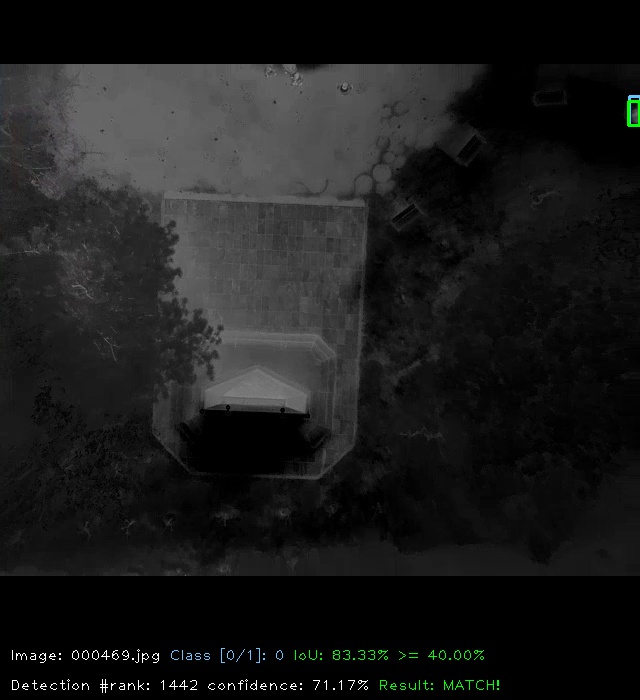 Image: 000469.jpg Class [0/1]: 0 IoU: 83.33% >= 40.00%
Detection #rank: 1442 confidence: 71.17% Result: MATCH!